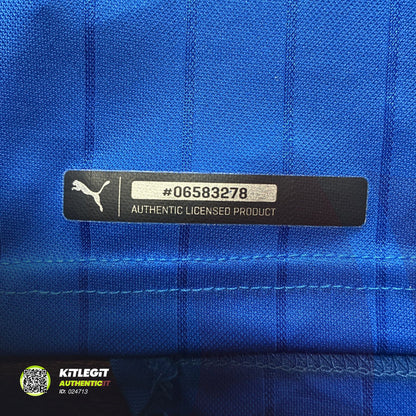 #06583278
AUTHENTIC LICENSED PRODUCT
KiTLEGiT
AUTHENTICIT
ID: 024713